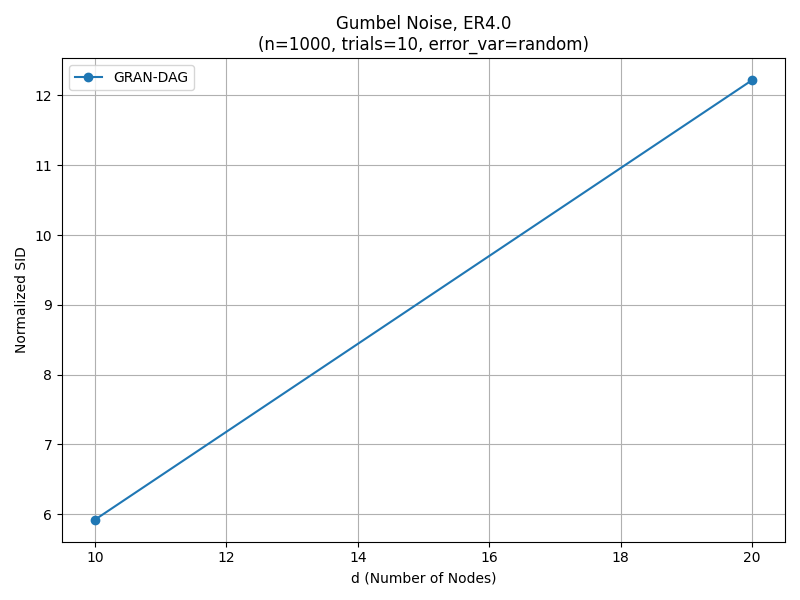 Gumbel Noise, ER4.0
(n=1000, trials=10, error_var=random)
GRAN-DAG
12
11
10
9
8
7
6
Normalized SID
10 12 14 16 18 20
d (Number of Nodes)